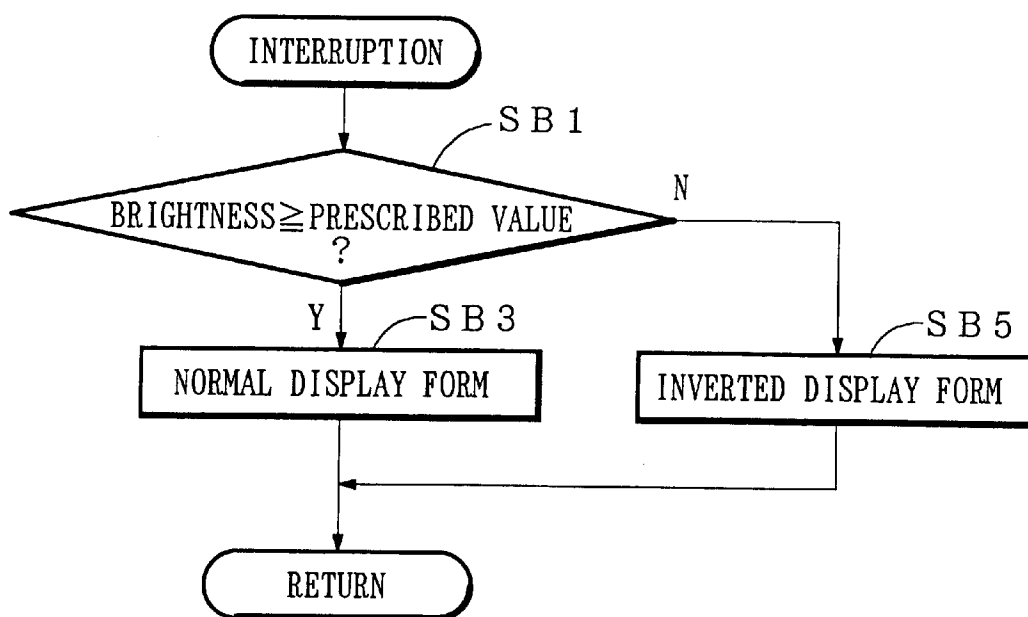 INTERRUPTION
SB1
BRIGHTNESS≧PRESCRIBED VALUE
?
N
Y
SB3
SB5
NORMAL DISPLAY FORM
INVERTED DISPLAY FORM
RETURN